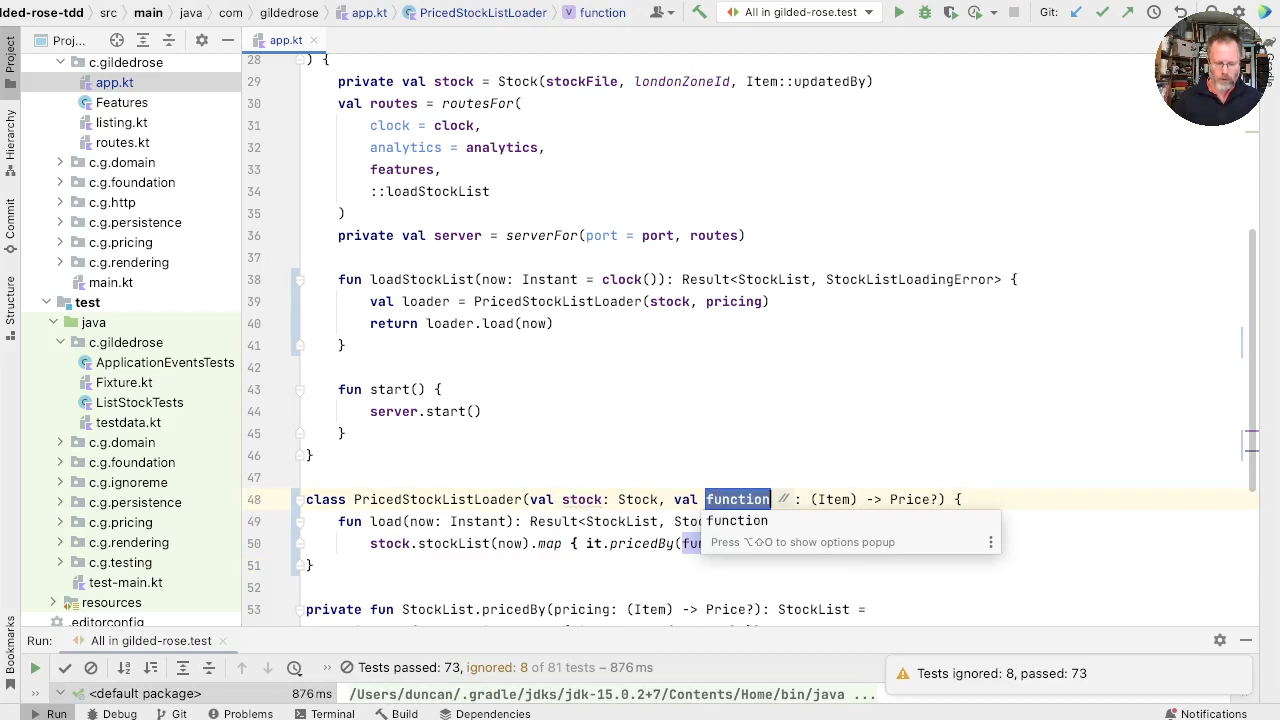 lded-rose-tdd › src › main › java › com › gildedrose › app.kt › PricedStockListLoader › function
All in gilded-rose.test
Git:
Project
Hierarchy
Commit
Structure
Bookmarks
Proj...
c.gildedrose
app.kt
Features
listing.kt
routes.kt
c.g.domain
c.g.foundation
c.g.http
c.g.persistence
c.g.pricing
c.g.rendering
main.kt
test
java
c.gildedrose
ApplicationEventsTests
Fixture.kt
ListStockTests
testdata.kt
c.g.domain
c.g.foundation
c.g.ignoreme
c.g.persistence
c.g.pricing
c.g.rendering
c.g.testing
test-main.kt
resources
.editorconfig
app.kt
28 ) {
29 private val stock = Stock(stockFile, londonZoneId, Item::updatedBy)
30 val routes = routesFor(
31 clock = clock,
32 analytics = analytics,
33 features,
34 ::loadStockList
35 )
36 private val server = serverFor(port = port, routes)
37
38 fun loadStockList(now: Instant = clock()): Result<StockList, StockListLoadingError> {
39 val loader = PricedStockListLoader(stock, pricing)
40 return loader.load(now)
41 }
42
43 fun start() {
44 server.start()
45 }
46 }
47
48 class PricedStockListLoader(val stock: Stock, val function : (Item) -> Price?) {
49 fun load(now: Instant): Result<StockList, Sto
50 stock.stockList(now).map { it.pricedBy(fun
51 }
52
53 private fun StockList.pricedBy(pricing: (Item) -> Price?): StockList =
function
Press ⌥⇧O to show options popup
Run: All in gilded-rose.test
Tests passed: 73, ignored: 8 of 81 tests – 876 ms
<default package> 876 ms
/Users/duncan/.gradle/jdks/jdk-15.0.2+7/Contents/Home/bin/java ...
Tests ignored: 8, passed: 73
Run
Debug
Git
Problems
Terminal
Build
Dependencies
Notifications